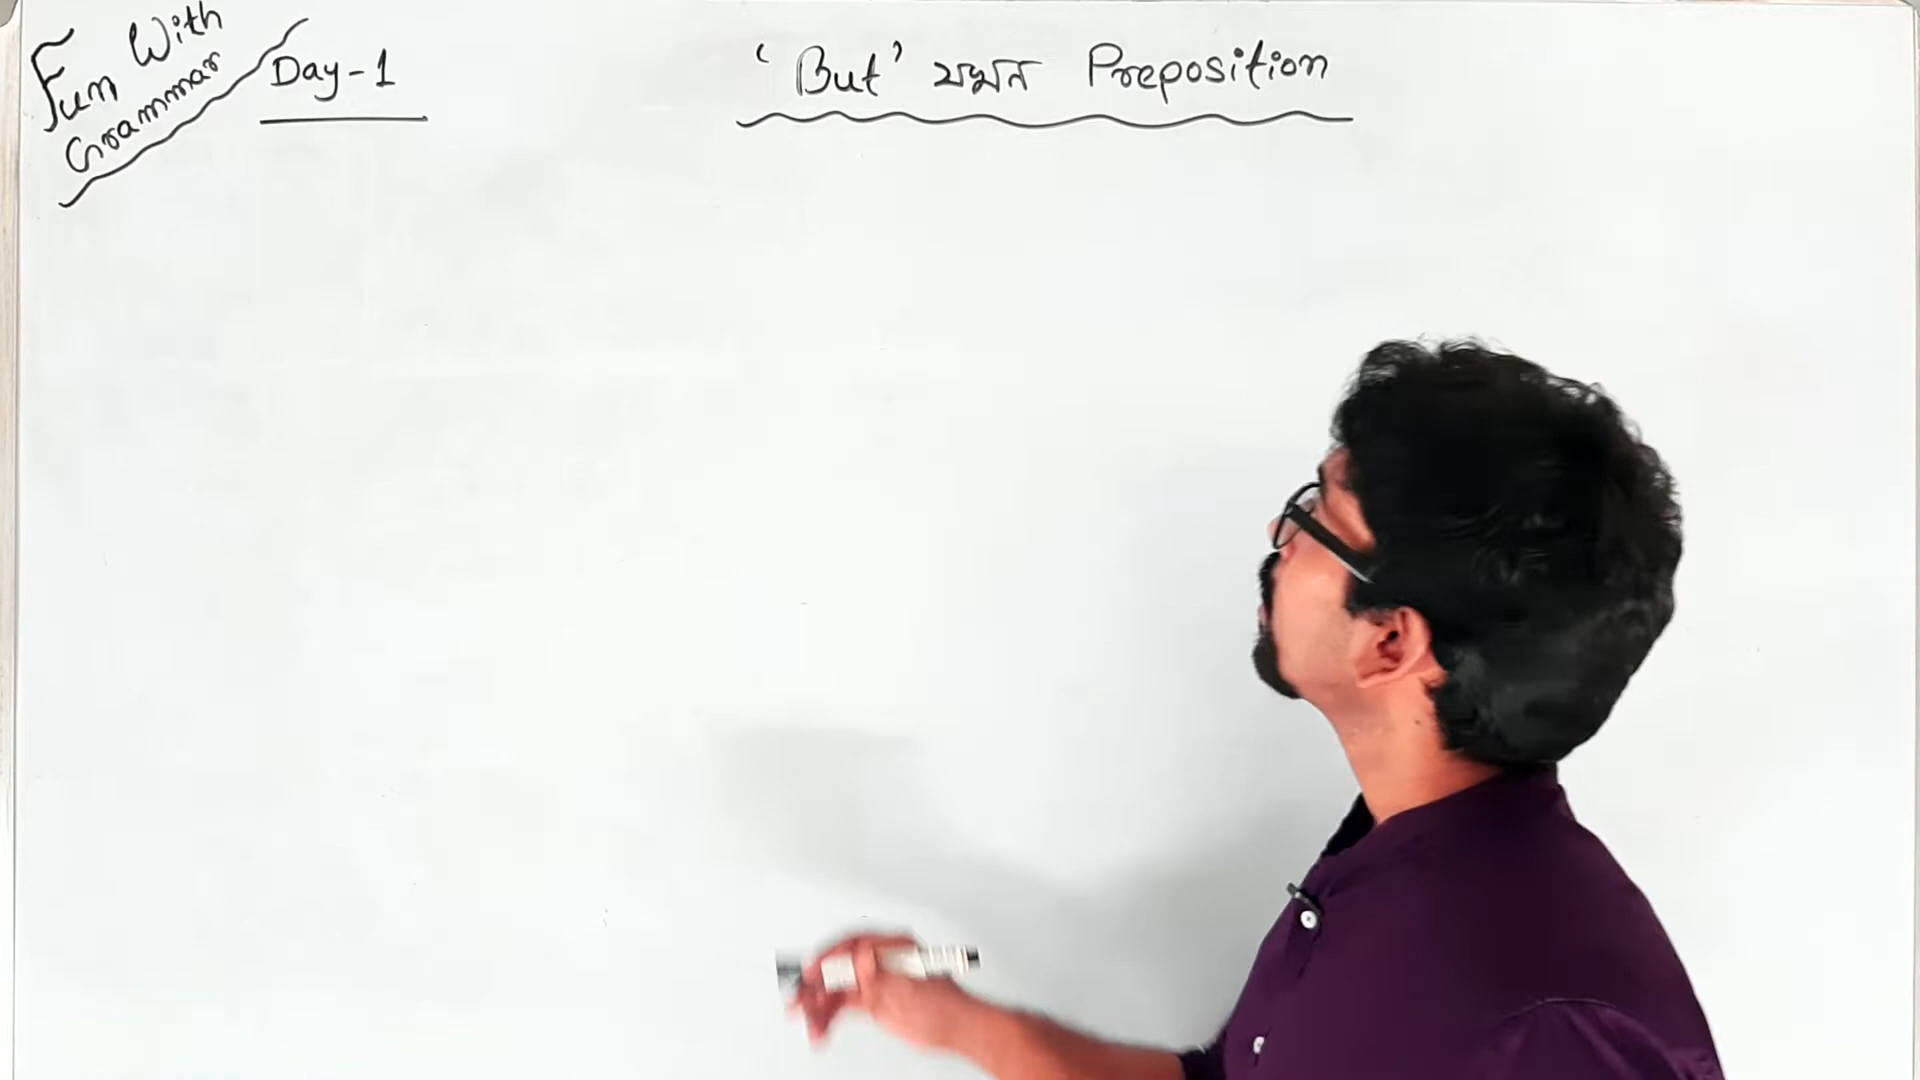 Fun With
Grammar
Day-1
'But' যখন Preposition